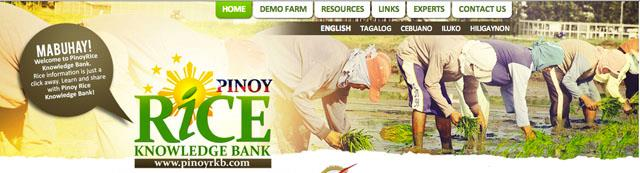 HOME DEMO FARM RESOURCES LINKS EXPERTS CONTACT US
ENGLISH TAGALOG CEBUANO ILUKO HILIGAYNON
MABUHAY!
Welcome to PinoyRice
Knowledge Bank.
Rice information is just a
click away. Learn and share
with Pinoy Rice
Knowledge Bank!
PINOY
RiCE
KNOWLEDGE BANK
www.pinoyrkb.com